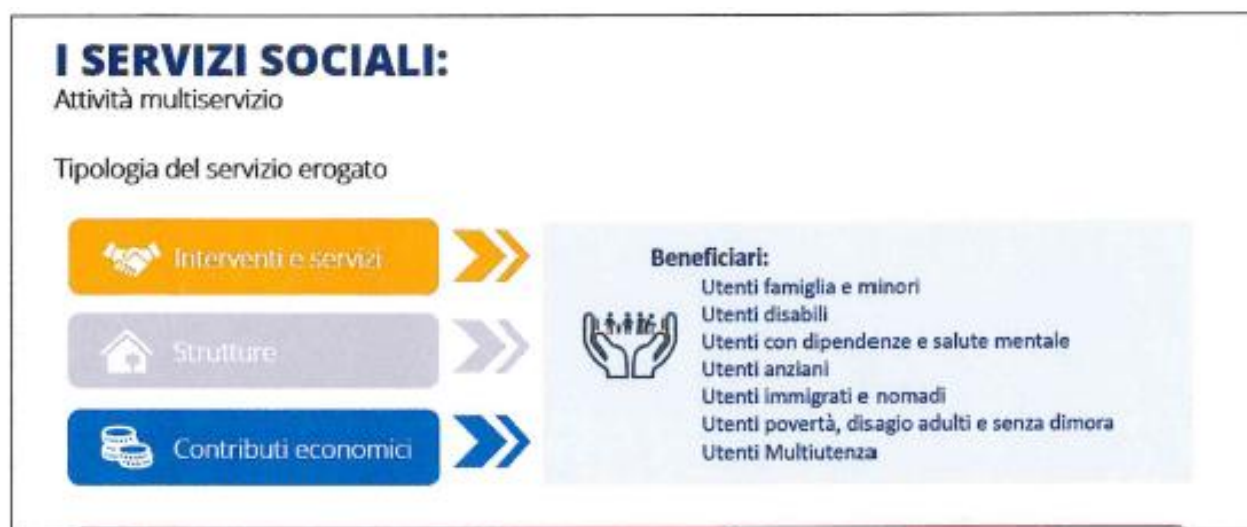 I SERVIZI SOCIALI:
Attività multiservizio
Tipologia del servizio erogato
Interventi e servizi
Strutture
Contributi economici
Beneficiari:
Utenti famiglia e minori
Utenti disabili
Utenti con dipendenze e salute mentale
Utenti anziani
Utenti immigrati e nomadi
Utenti povertà, disagio adulti e senza dimora
Utenti Multiutenza